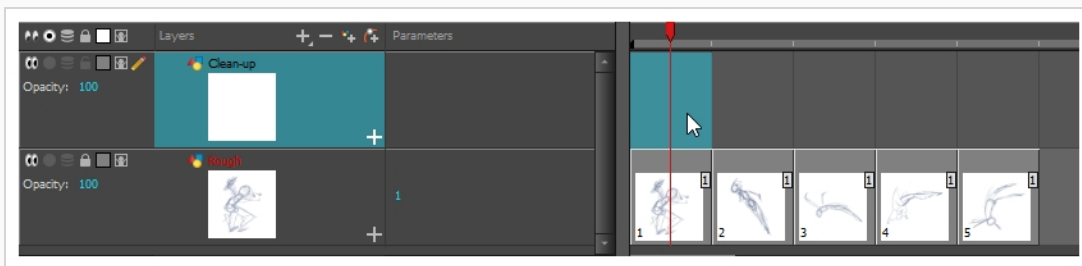 Layers Parameters
Clean-up
Opacity: 100
Rough
Opacity: 100
1
1 1 1 1 1
1 2 3 4 5